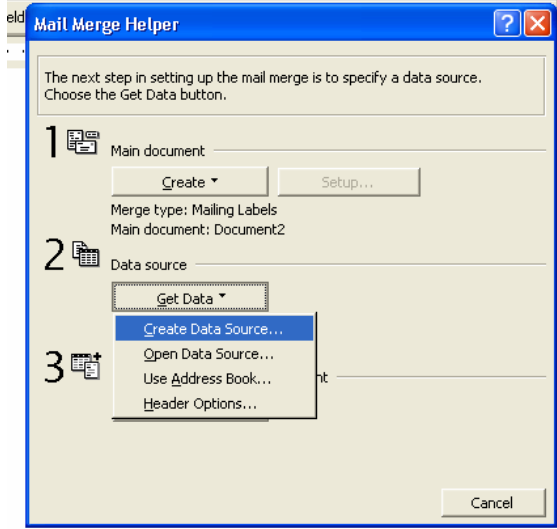 eld
Mail Merge Helper
The next step in setting up the mail merge is to specify a data source.
Choose the Get Data button.
1
Main document
Create
Setup...
Merge type: Mailing Labels
Main document: Document2
2
Data source
Get Data
Create Data Source...
Open Data Source...
3
Use Address Book...
nt
Header Options...
Cancel